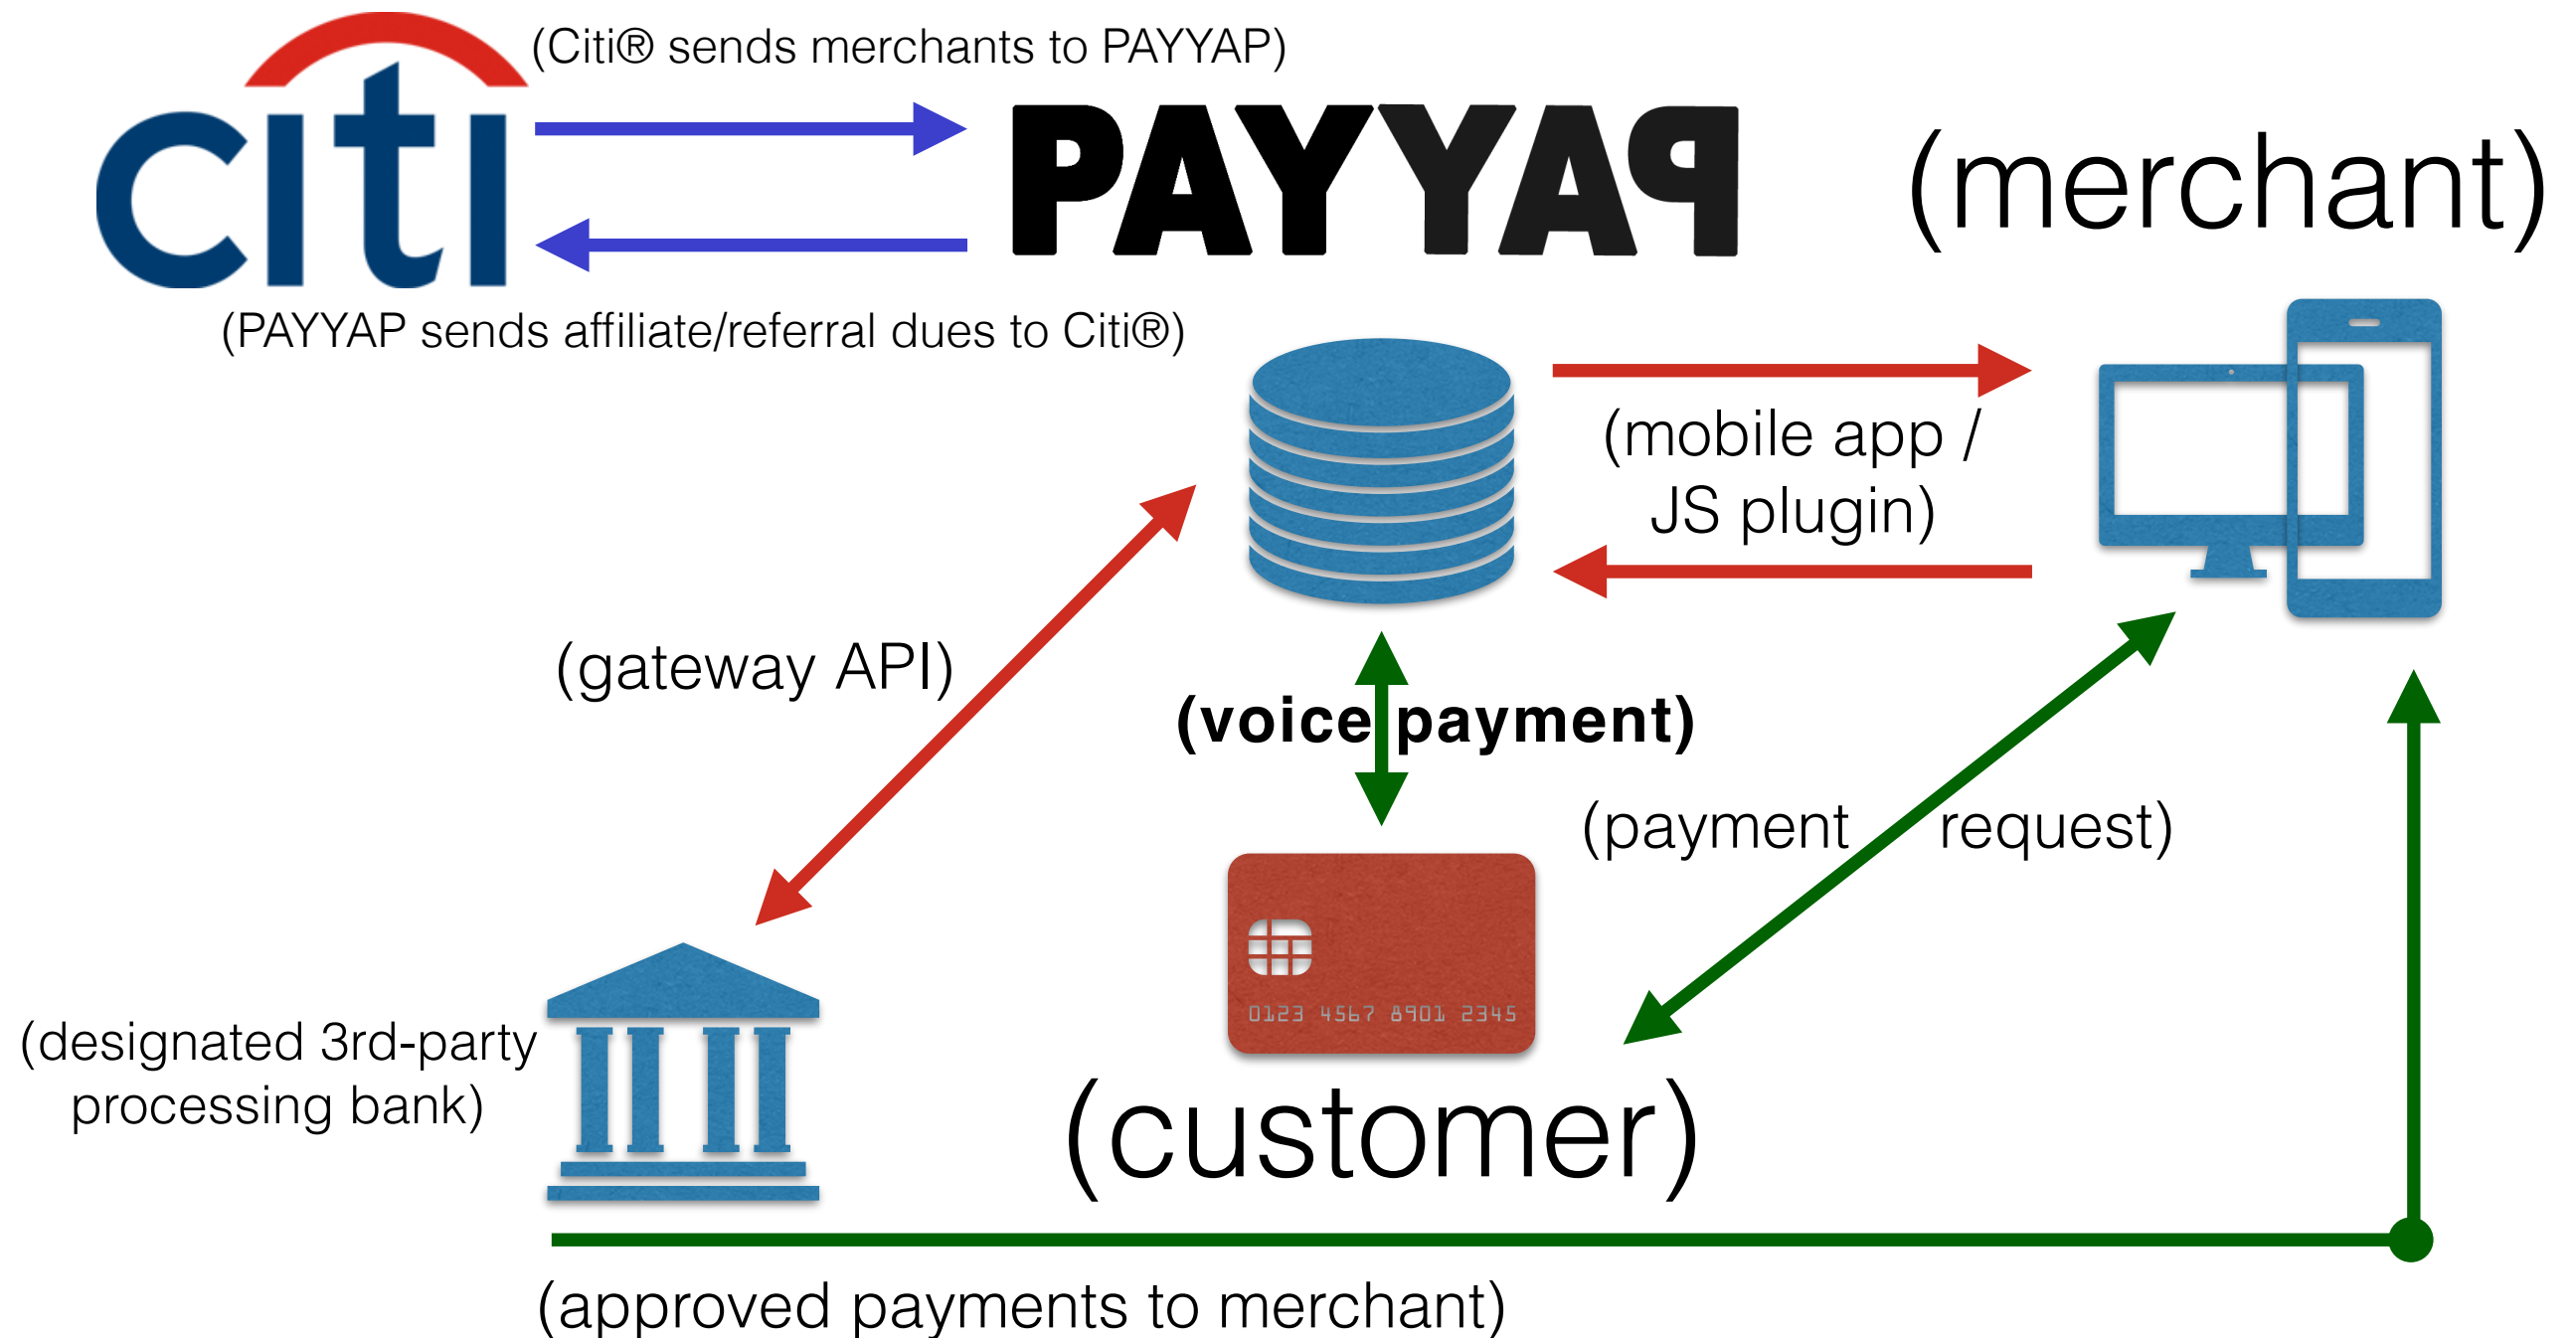 (Citi® sends merchants to PAYYAP)
citi
PAYYAP
(merchant)
(PAYYAP sends affiliate/referral dues to Citi®)
(mobile app /
JS plugin)
(gateway API)
(voice payment)
(payment request)
0123 4567 8901 2345
(designated 3rd-party
processing bank)
(customer)
(approved payments to merchant)